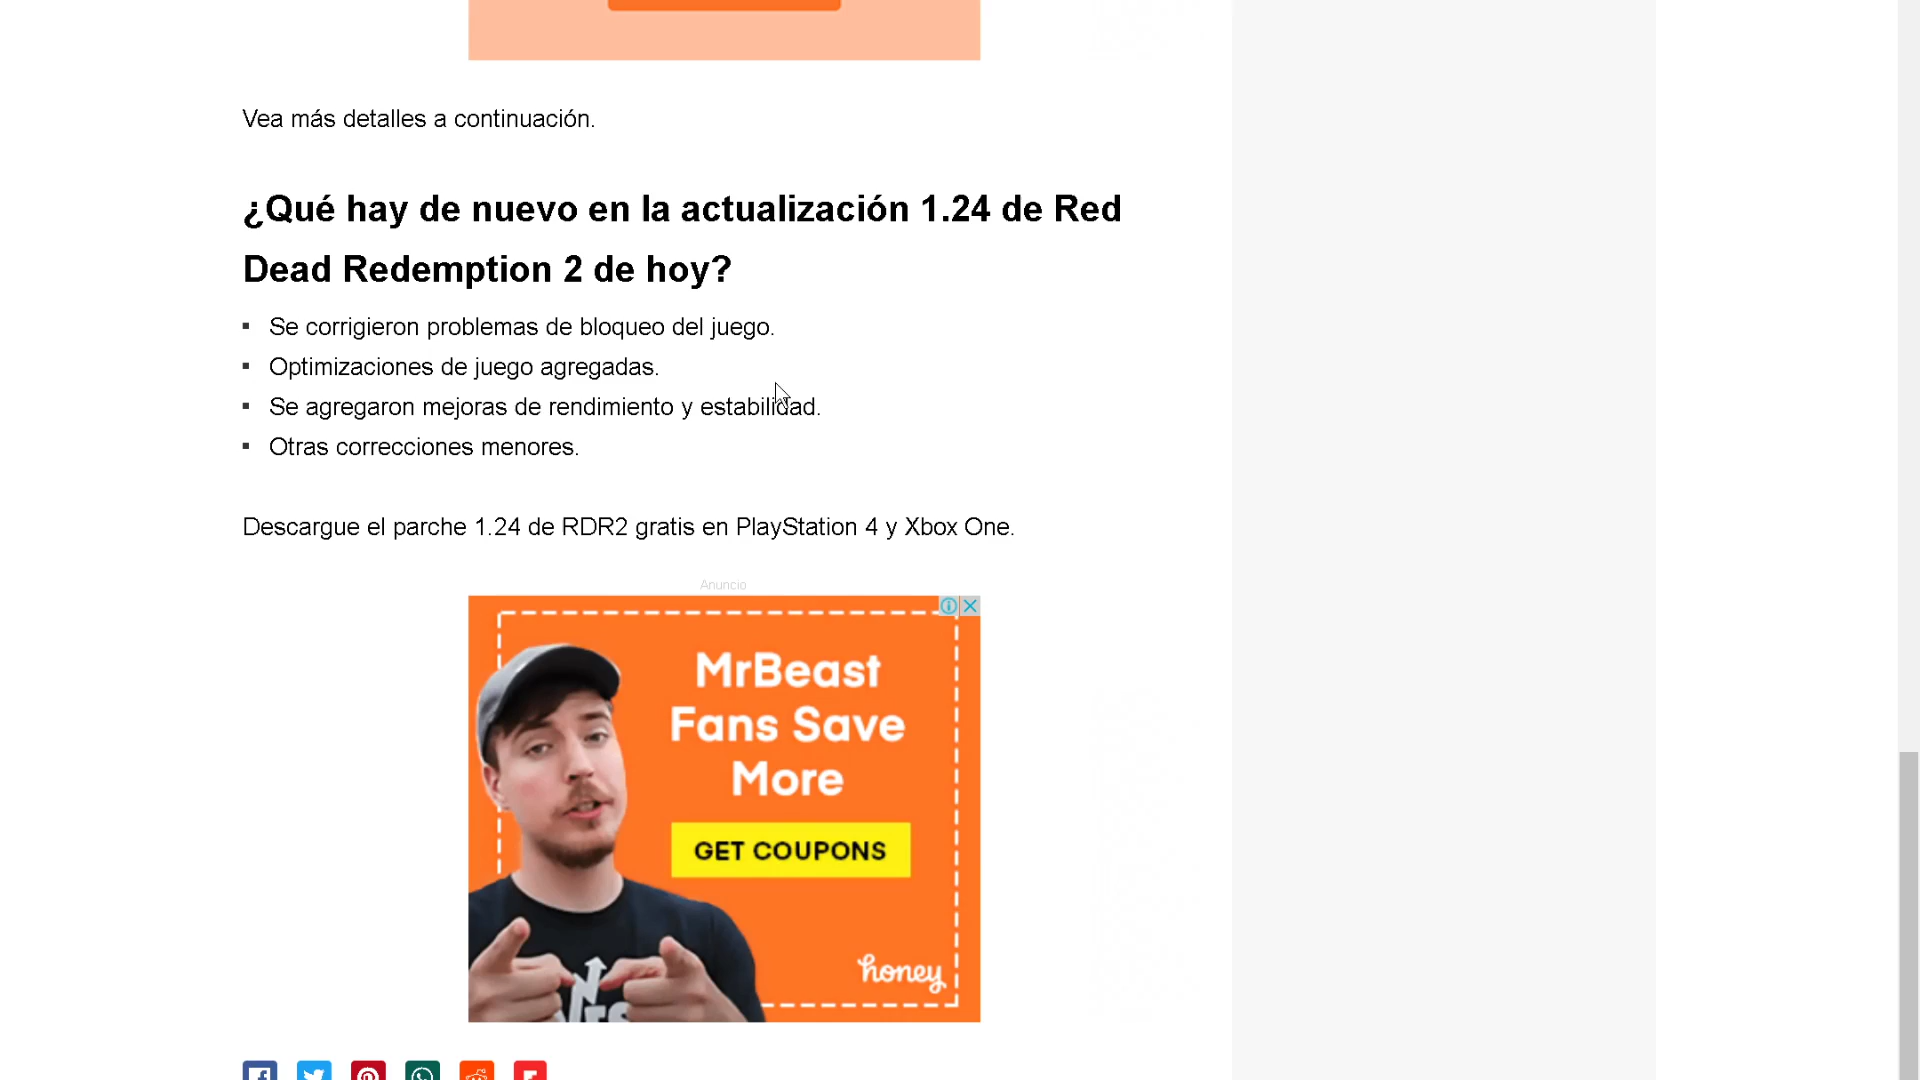 Vea más detalles a continuación.
¿Qué hay de nuevo en la actualización 1.24 de Red
Dead Redemption 2 de hoy?
Se corrigieron problemas de bloqueo del juego.
Optimizaciones de juego agregadas.
Se agregaron mejoras de rendimiento y estabilidad.
Otras correcciones menores.
Descargue el parche 1.24 de RDR2 gratis en PlayStation 4 y Xbox One.
Anuncio
MrBeast
Fans Save
More
GET COUPONS
honey